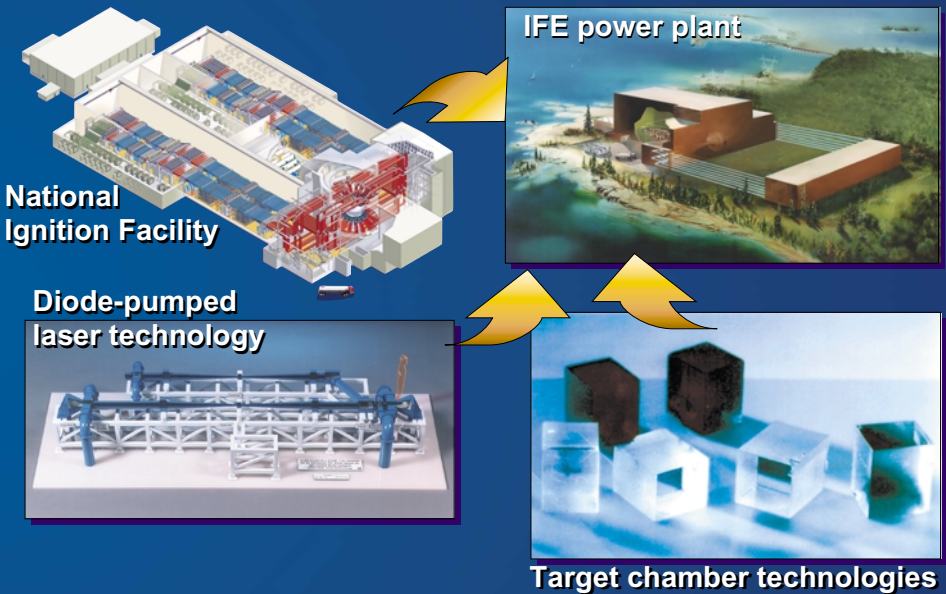 IFE power plant
National
Ignition Facility
Diode-pumped
laser technology
Target chamber technologies